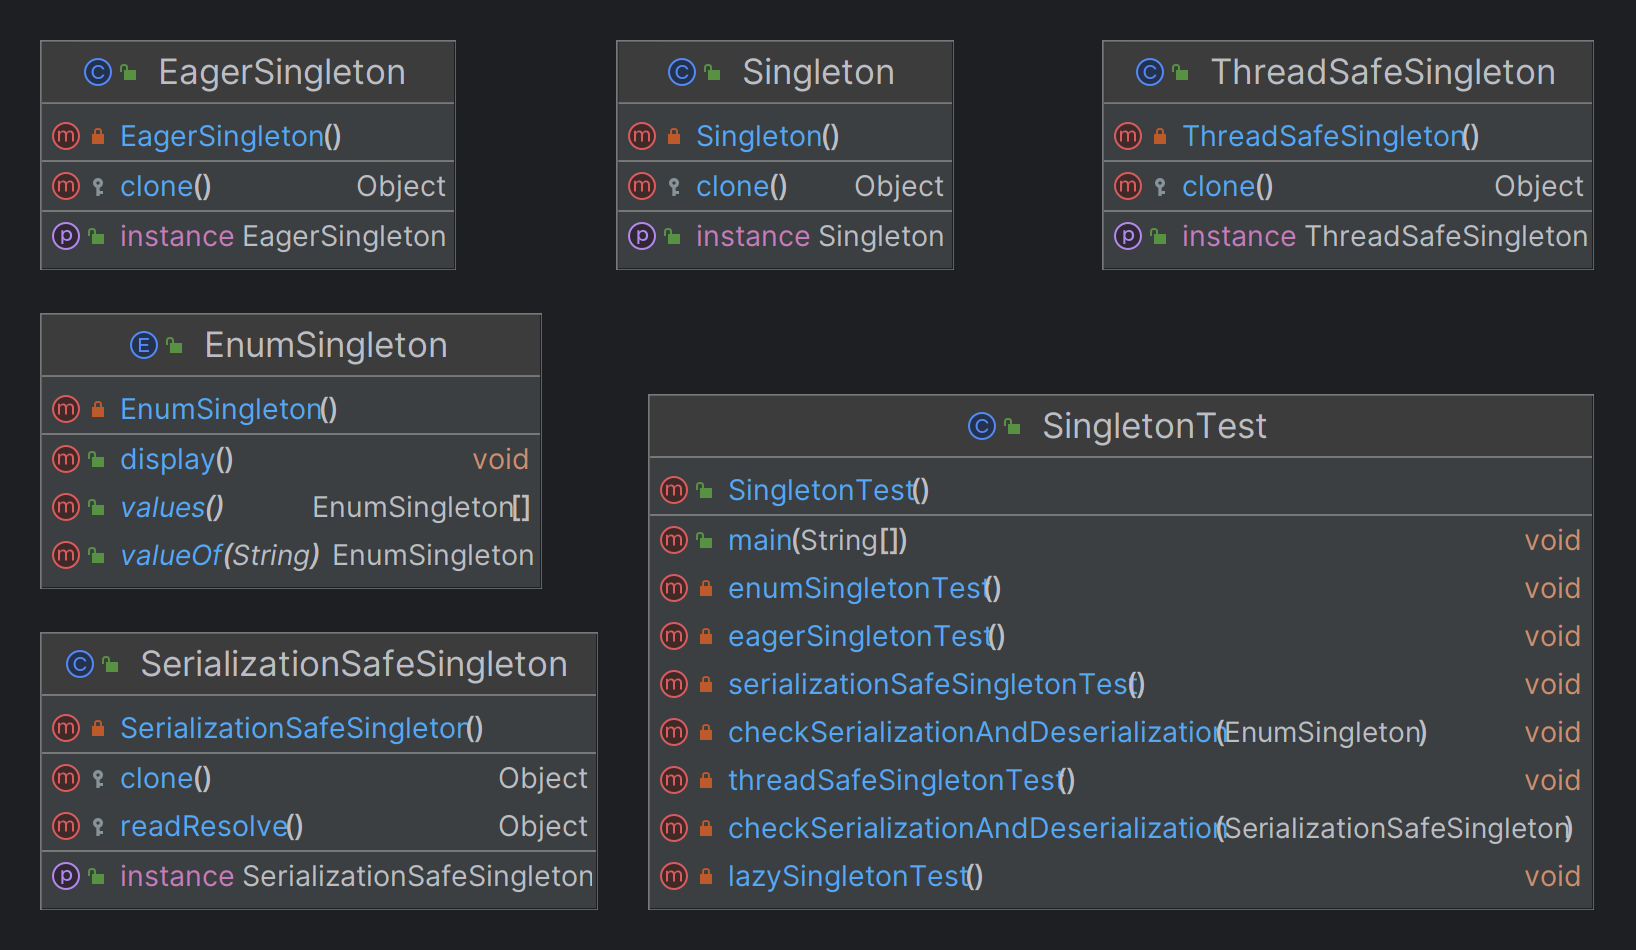 EagerSingleton
EagerSingleton()
clone() Object
instance EagerSingleton
Singleton
Singleton()
clone() Object
instance Singleton
ThreadSafeSingleton
ThreadSafeSingleton()
clone() Object
instance ThreadSafeSingleton
EnumSingleton
EnumSingleton()
display() void
values() EnumSingleton[]
valueOf(String) EnumSingleton
SerializationSafeSingleton
SerializationSafeSingleton()
clone() Object
readResolve() Object
instance SerializationSafeSingleton
SingletonTest
SingletonTest()
main(String[]) void
enumSingletonTest() void
eagerSingletonTest() void
serializationSafeSingletonTest() void
checkSerializationAndDeserialization(EnumSingleton) void
threadSafeSingletonTest() void
checkSerializationAndDeserialization(SerializationSafeSingleton)
lazySingletonTest() void